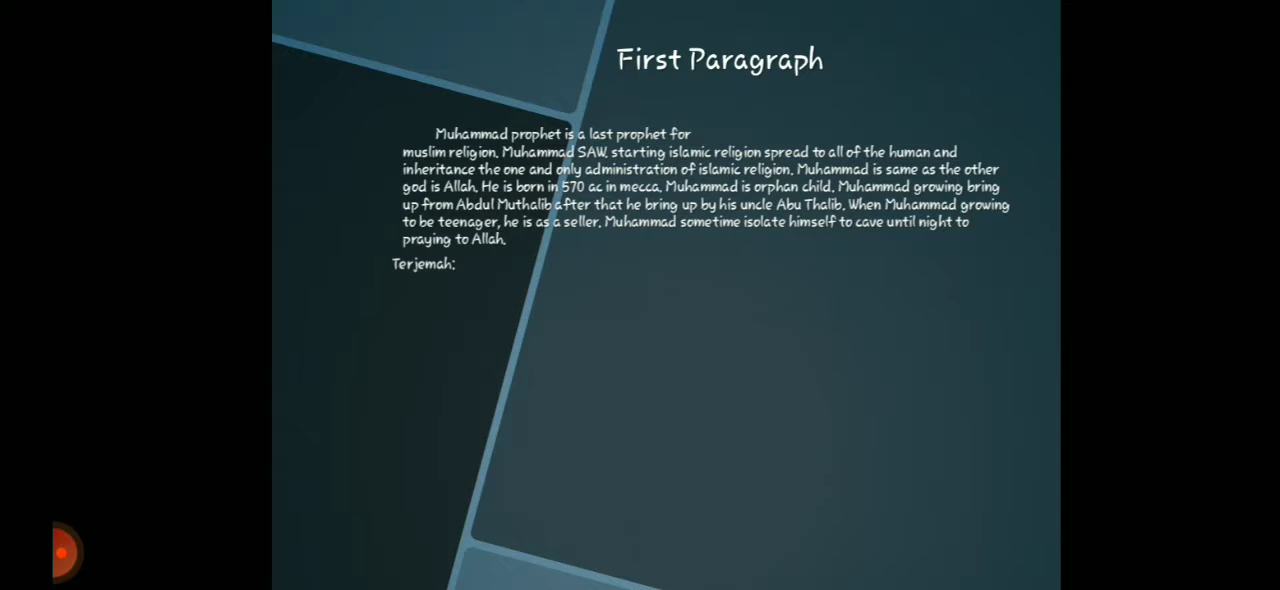 First Paragraph
Muhammad prophet is a last prophet for
muslim religion. Muhammad SAW. starting islamic religion spread to all of the human and
inheritance the one and only administration of islamic religion. Muhammad is same as the other
god is Allah. He is born in 570 ac in mecca. Muhammad is orphan child. Muhammad growing bring
up from Abdul Muthalib after that he bring up by his uncle Abu Thalib. When Muhammad growing
to be teenager, he is as a seller. Muhammad sometime isolate himself to cave until night to
praying to Allah.
Terjemah: